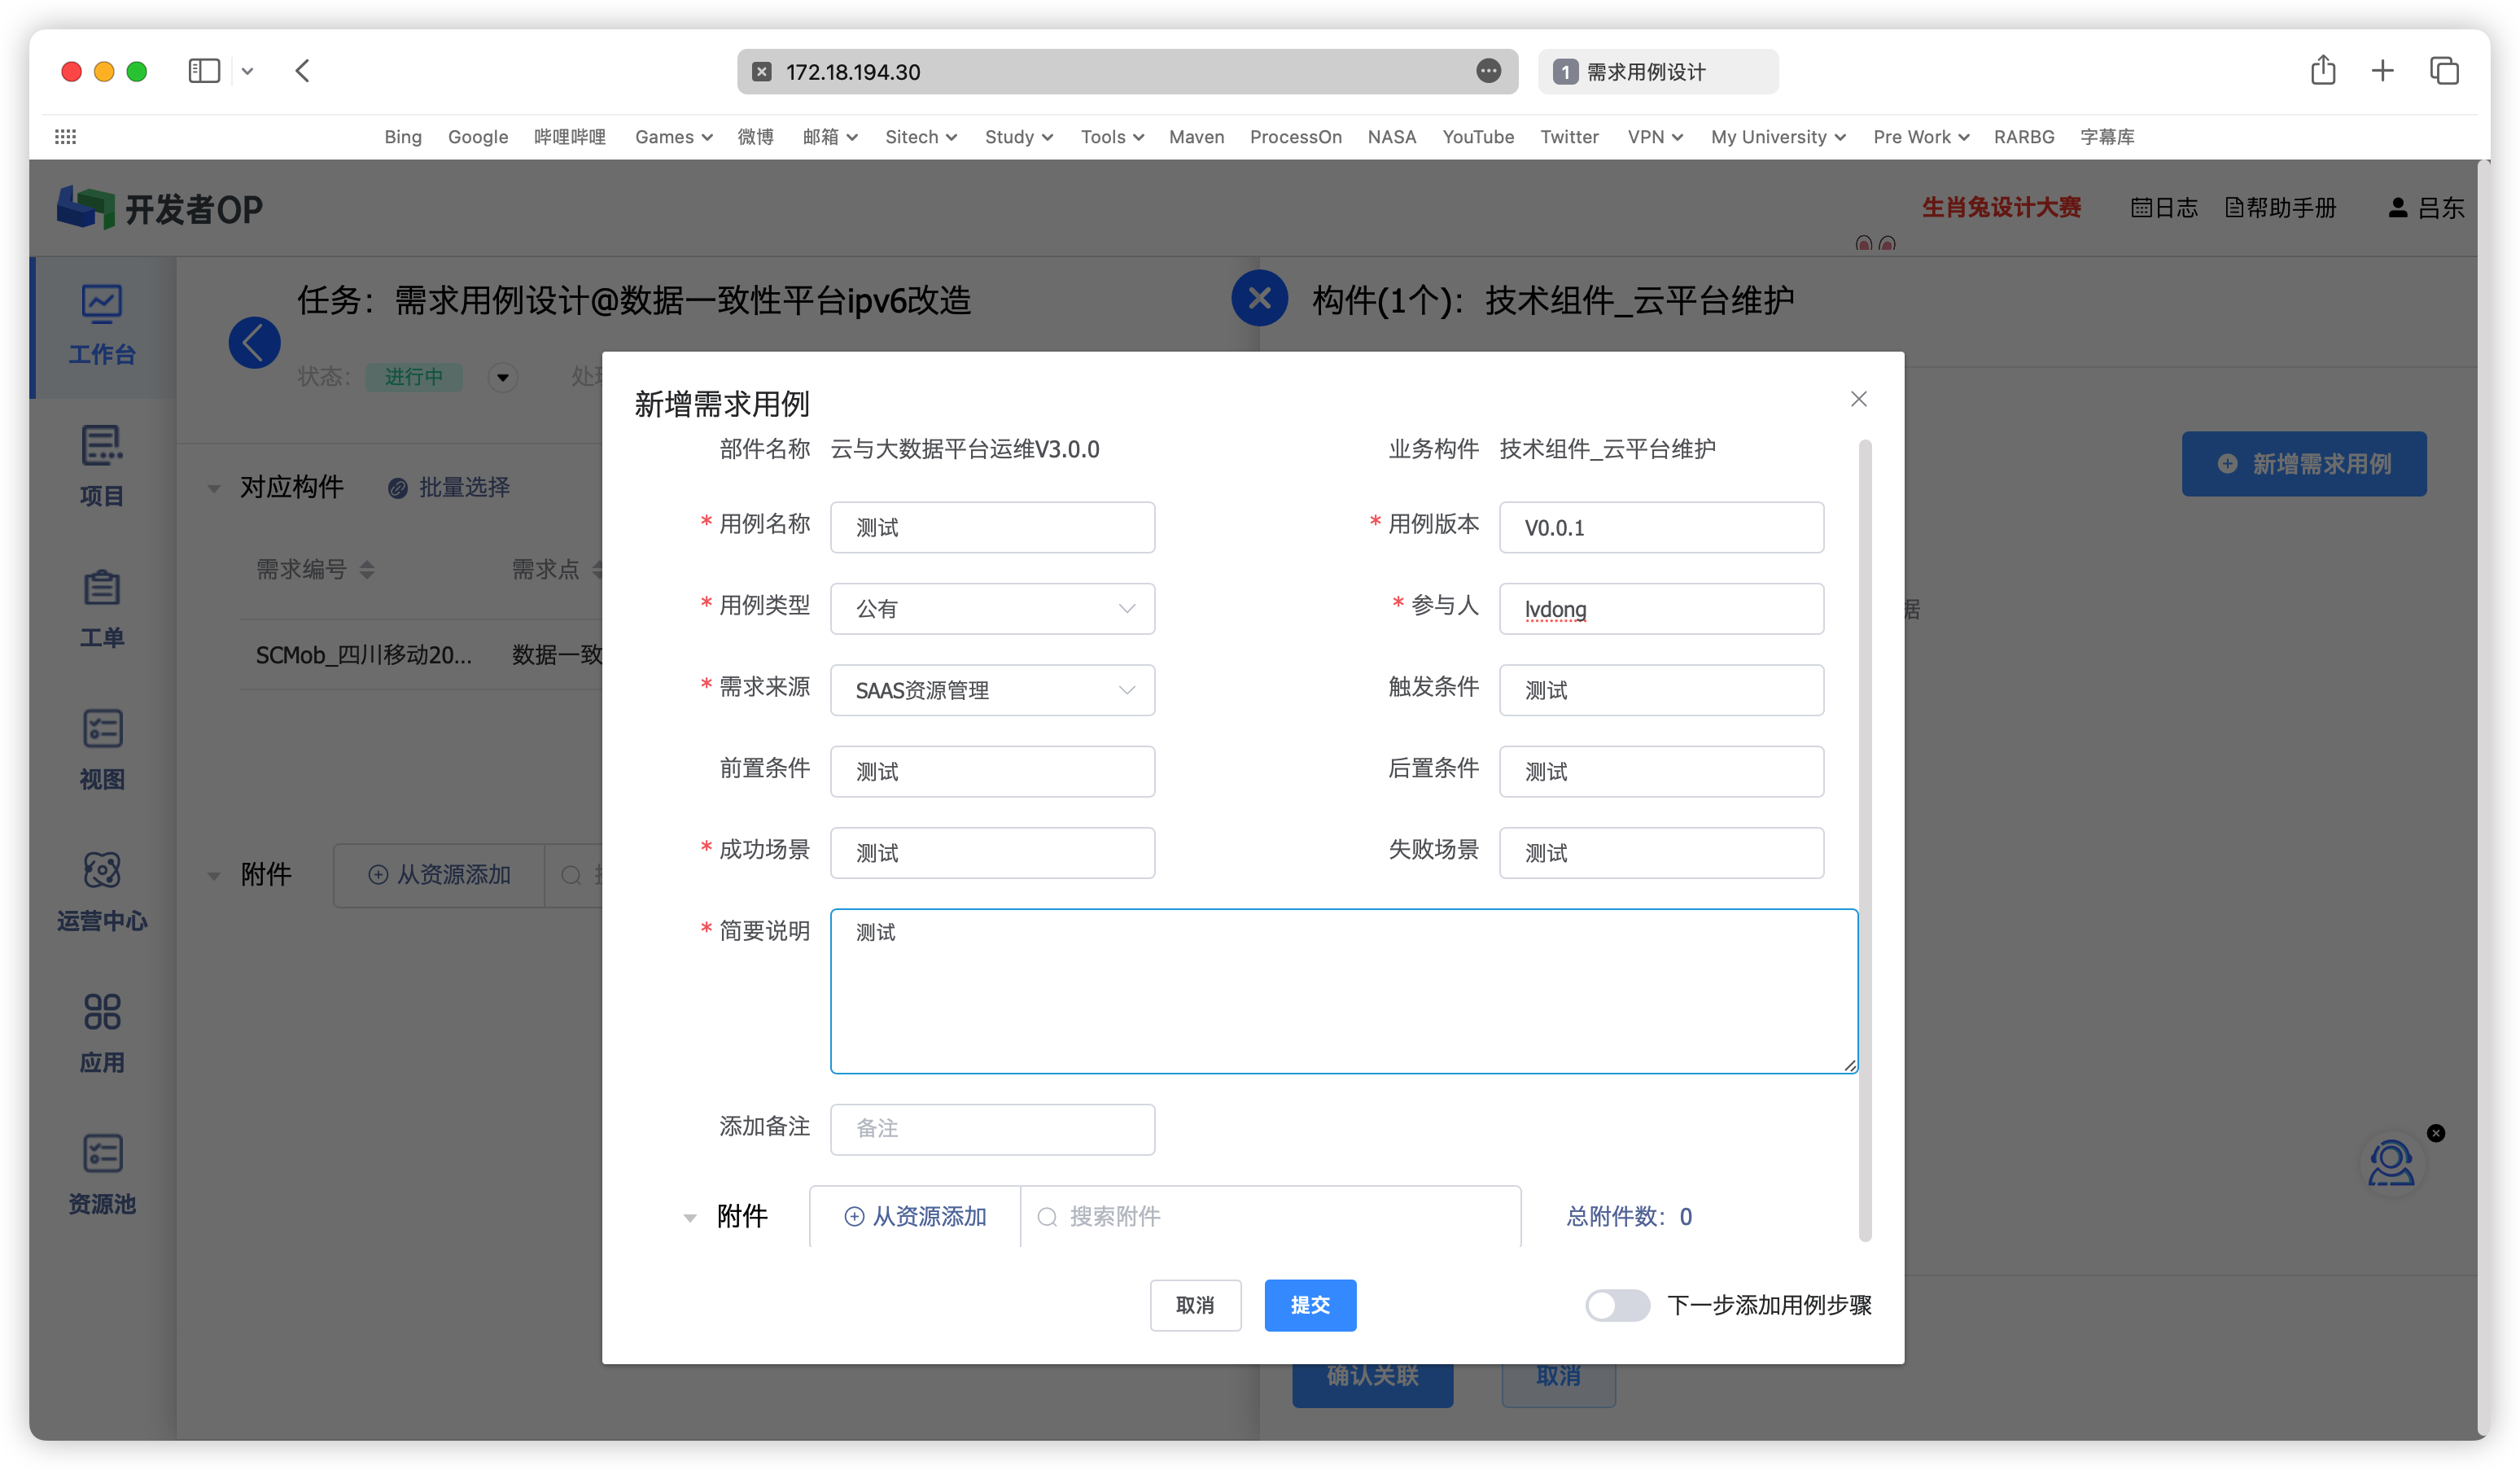 172.18.194.30
1 需求用例设计
Bing Google 哔哩哔哩 Games 微博 邮箱 Sitech Study Tools Maven ProcessOn NASA YouTube Twitter VPN My University Pre Work RARBG 字幕库
开发者OP
生肖兔设计大赛 日志 帮助手册 吕东
工作台
项目
工单
视图
运营中心
应用
资源池
任务：需求用例设计@数据一致性平台ipv6改造
状态： 进行中
对应构件 批量选择
需求编号 需求点
SCMob_四川移动20... 数据一致
附件 从资源添加
构件(1个)：技术组件_云平台维护
新增需求用例
据
新增需求用例
部件名称 云与大数据平台运维V3.0.0 业务构件 技术组件_云平台维护
* 用例名称 测试 * 用例版本 V0.0.1
* 用例类型 公有 * 参与人 lvdong
* 需求来源 SAAS资源管理 触发条件 测试
前置条件 测试 后置条件 测试
* 成功场景 测试 失败场景 测试
* 简要说明 测试
添加备注 备注
附件 从资源添加 搜索附件 总附件数：0
取消 提交 下一步添加用例步骤
确认关联 取消